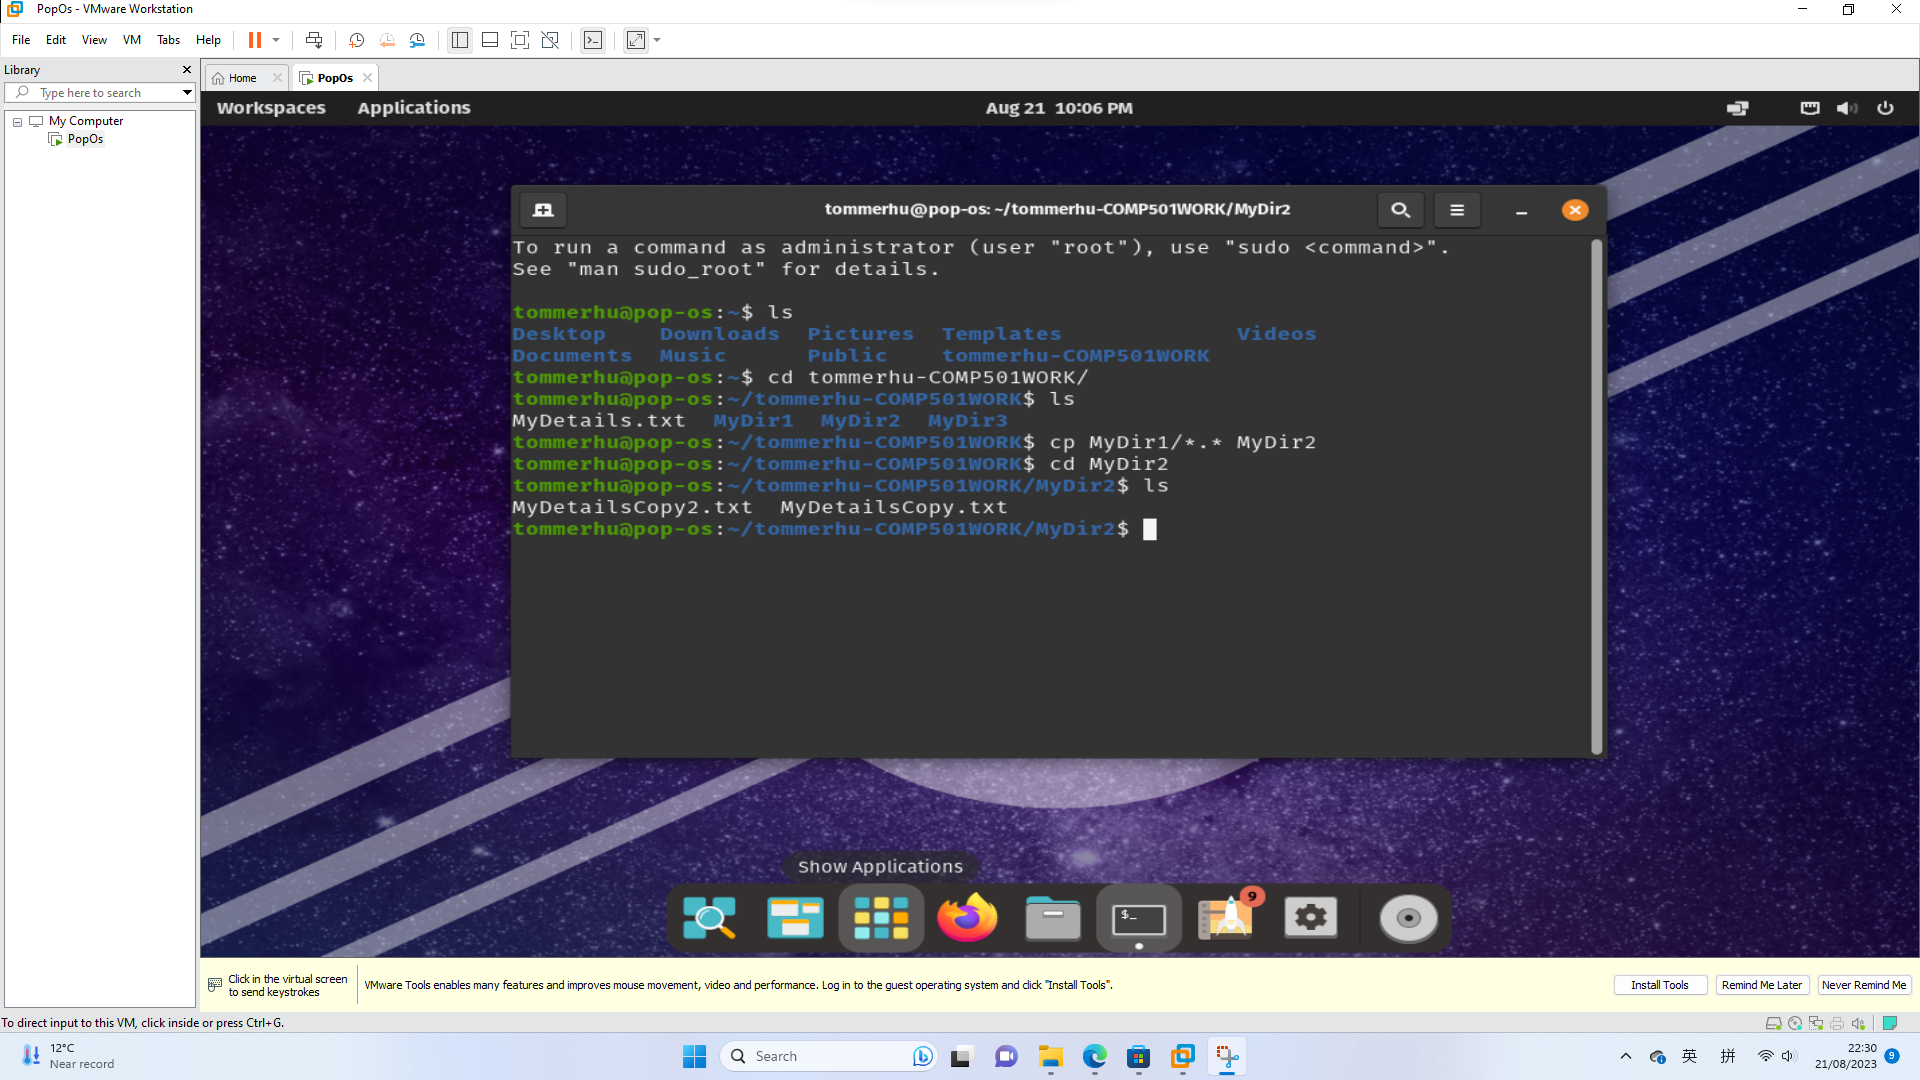 PopOs - VMware Workstation
File Edit View VM Tabs Help
Library
Type here to search
My Computer
PopOs
Home PopOs
Workspaces Applications Aug 21 10:06 PM
tommerhu@pop-os: ~/tommerhu-COMP501WORK/MyDir2
To run a command as administrator (user "root"), use "sudo <command>".
See "man sudo_root" for details.
tommerhu@pop-os:~$ ls
Desktop Downloads Pictures Templates Videos
Documents Music Public tommerhu-COMP501WORK
tommerhu@pop-os:~$ cd tommerhu-COMP501WORK/
tommerhu@pop-os:~/tommerhu-COMP501WORK$ ls
MyDetails.txt MyDir1 MyDir2 MyDir3
tommerhu@pop-os:~/tommerhu-COMP501WORK$ cp MyDir1/*.* MyDir2
tommerhu@pop-os:~/tommerhu-COMP501WORK$ cd MyDir2
tommerhu@pop-os:~/tommerhu-COMP501WORK/MyDir2$ ls
MyDetailsCopy2.txt MyDetailsCopy.txt
tommerhu@pop-os:~/tommerhu-COMP501WORK/MyDir2$
Show Applications
$_
9
Click in the virtual screen
to send keystrokes
VMware Tools enables many features and improves mouse movement, video and performance. Log in to the guest operating system and click "Install Tools".
Install Tools Remind Me Later Never Remind Me
To direct input to this VM, click inside or press Ctrl+G.
12°C
Near record
Search
英 拼
22:30
21/08/2023
9